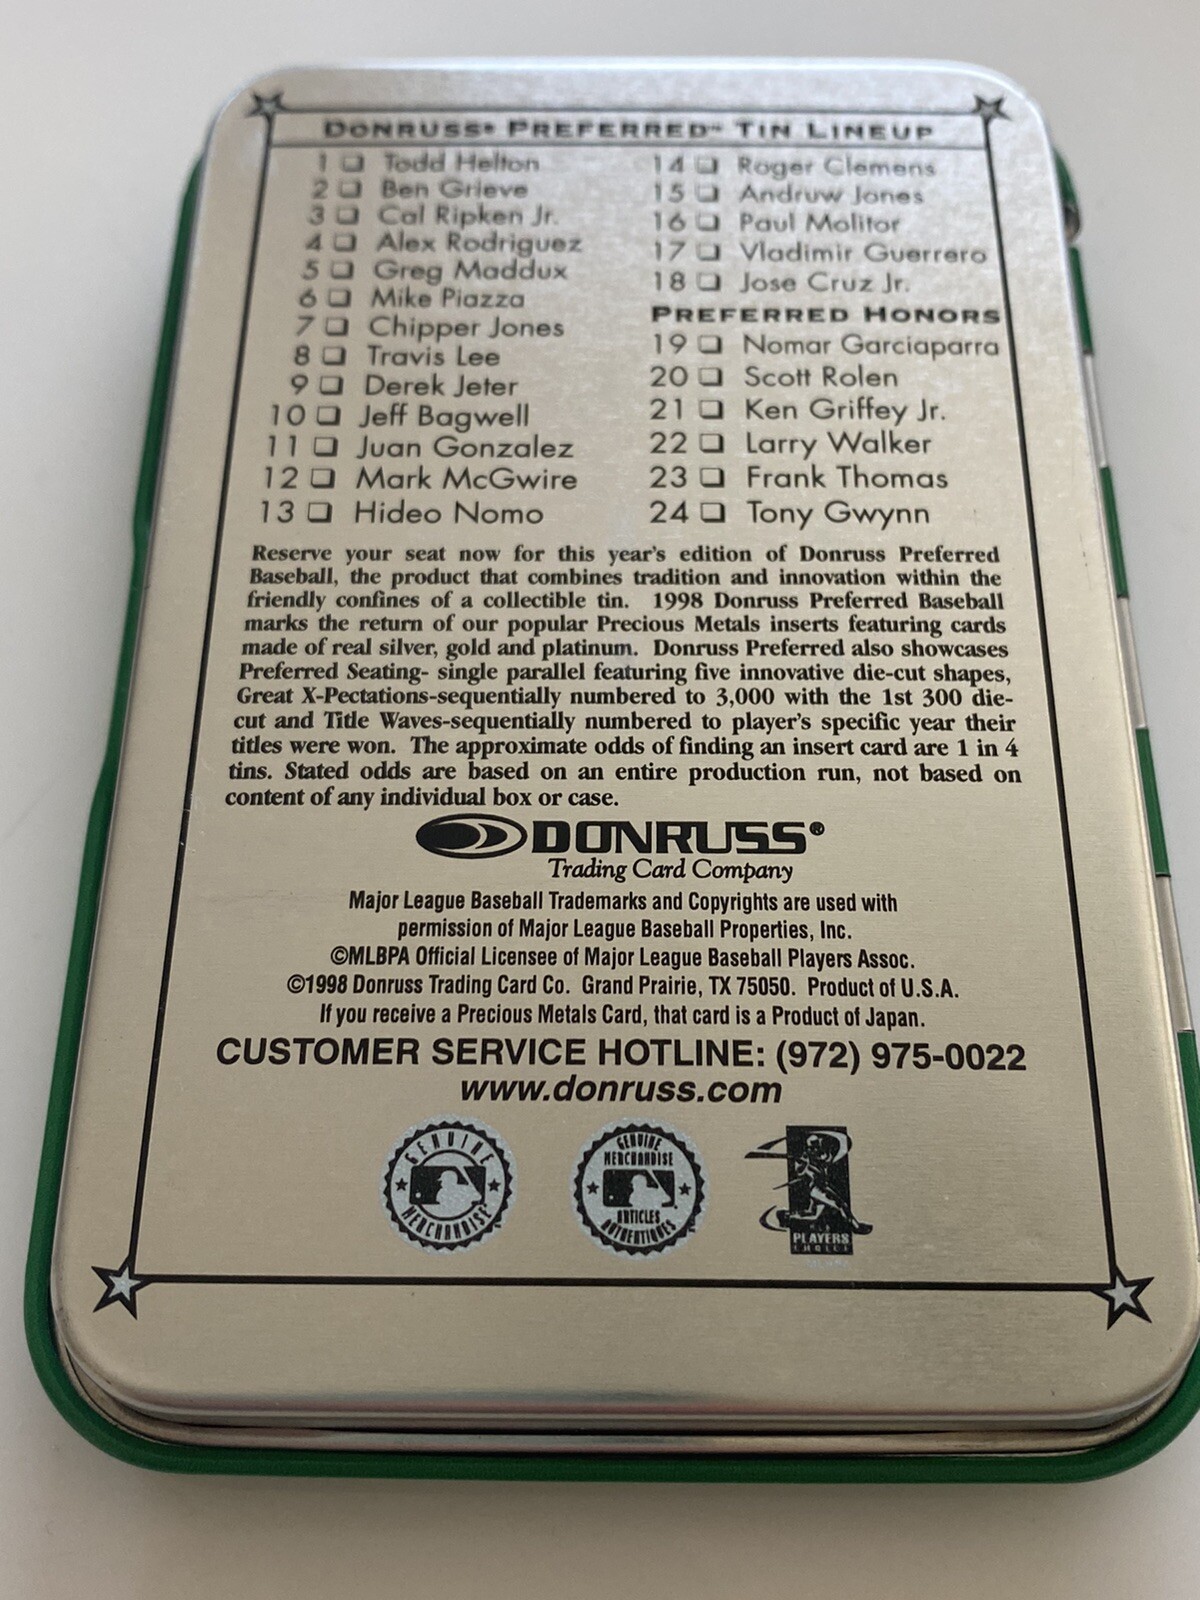 DONRUSS® PREFERRED™ TIN LINEUP
1 ❏ Todd Helton
2 ❏ Ben Grieve
3 ❏ Cal Ripken Jr.
4 ❏ Alex Rodriguez
5 ❏ Greg Maddux
6 ❏ Mike Piazza
7 ❏ Chipper Jones
8 ❏ Travis Lee
9 ❏ Derek Jeter
10 ❏ Jeff Bagwell
11 ❏ Juan Gonzalez
12 ❏ Mark McGwire
13 ❏ Hideo Nomo
14 ❏ Roger Clemens
15 ❏ Andruw Jones
16 ❏ Paul Molitor
17 ❏ Vladimir Guerrero
18 ❏ Jose Cruz Jr.
PREFERRED HONORS
19 ❏ Nomar Garciaparra
20 ❏ Scott Rolen
21 ❏ Ken Griffey Jr.
22 ❏ Larry Walker
23 ❏ Frank Thomas
24 ❏ Tony Gwynn
Reserve your seat now for this year's edition of Donruss Preferred
Baseball, the product that combines tradition and innovation within the
friendly confines of a collectible tin. 1998 Donruss Preferred Baseball
marks the return of our popular Precious Metals inserts featuring cards
made of real silver, gold and platinum. Donruss Preferred also showcases
Preferred Seating- single parallel featuring five innovative die-cut shapes,
Great X-Pectations-sequentially numbered to 3,000 with the 1st 300 die-
cut and Title Waves-sequentially numbered to player's specific year their
titles were won. The approximate odds of finding an insert card are 1 in 4
tins. Stated odds are based on an entire production run, not based on
content of any individual box or case.
DONRUSS®
Trading Card Company
Major League Baseball Trademarks and Copyrights are used with
permission of Major League Baseball Properties, Inc.
©MLBPA Official Licensee of Major League Baseball Players Assoc.
©1998 Donruss Trading Card Co. Grand Prairie, TX 75050. Product of U.S.A.
If you receive a Precious Metals Card, that card is a Product of Japan.
CUSTOMER SERVICE HOTLINE: (972) 975-0022
www.donruss.com
GENUINE
MERCHANDISE
GENUINE
MERCHANDISE
ARTICLES
AUTHENTIQUES
PLAYERS
CHOICE